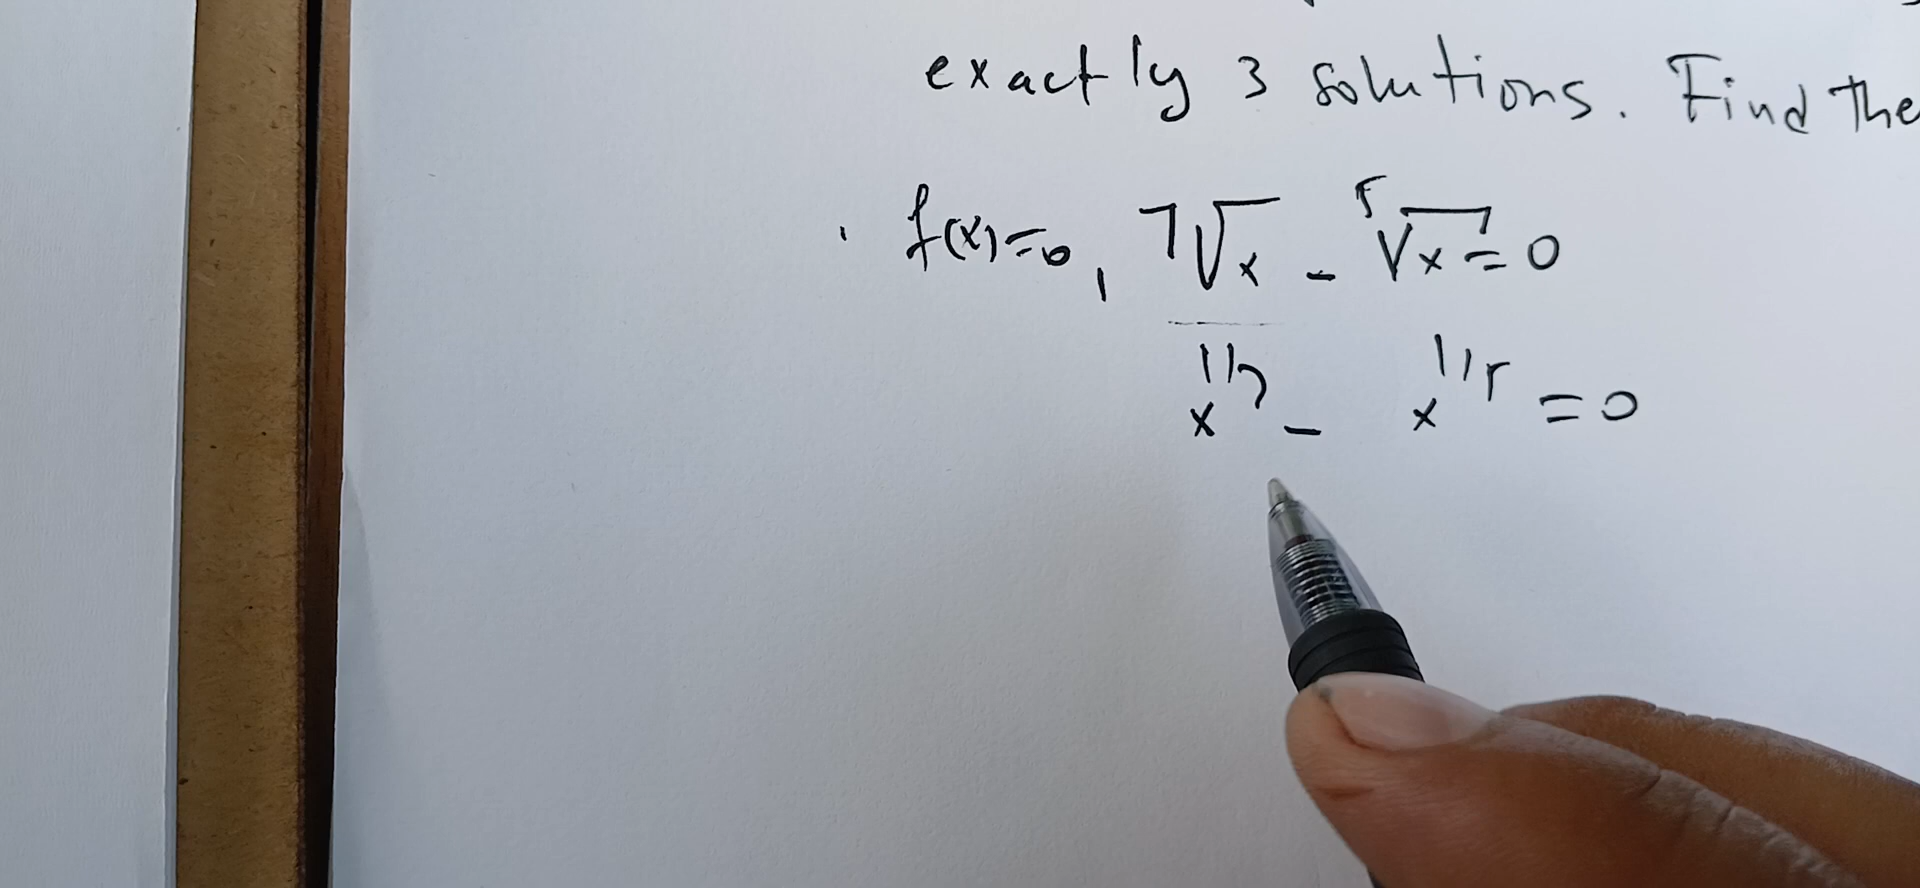 exactly 3 solutions. Find the
. f(x)=0, ⁷√x - ⁵√x = 0
x^1/7 - x^1/5 = 0